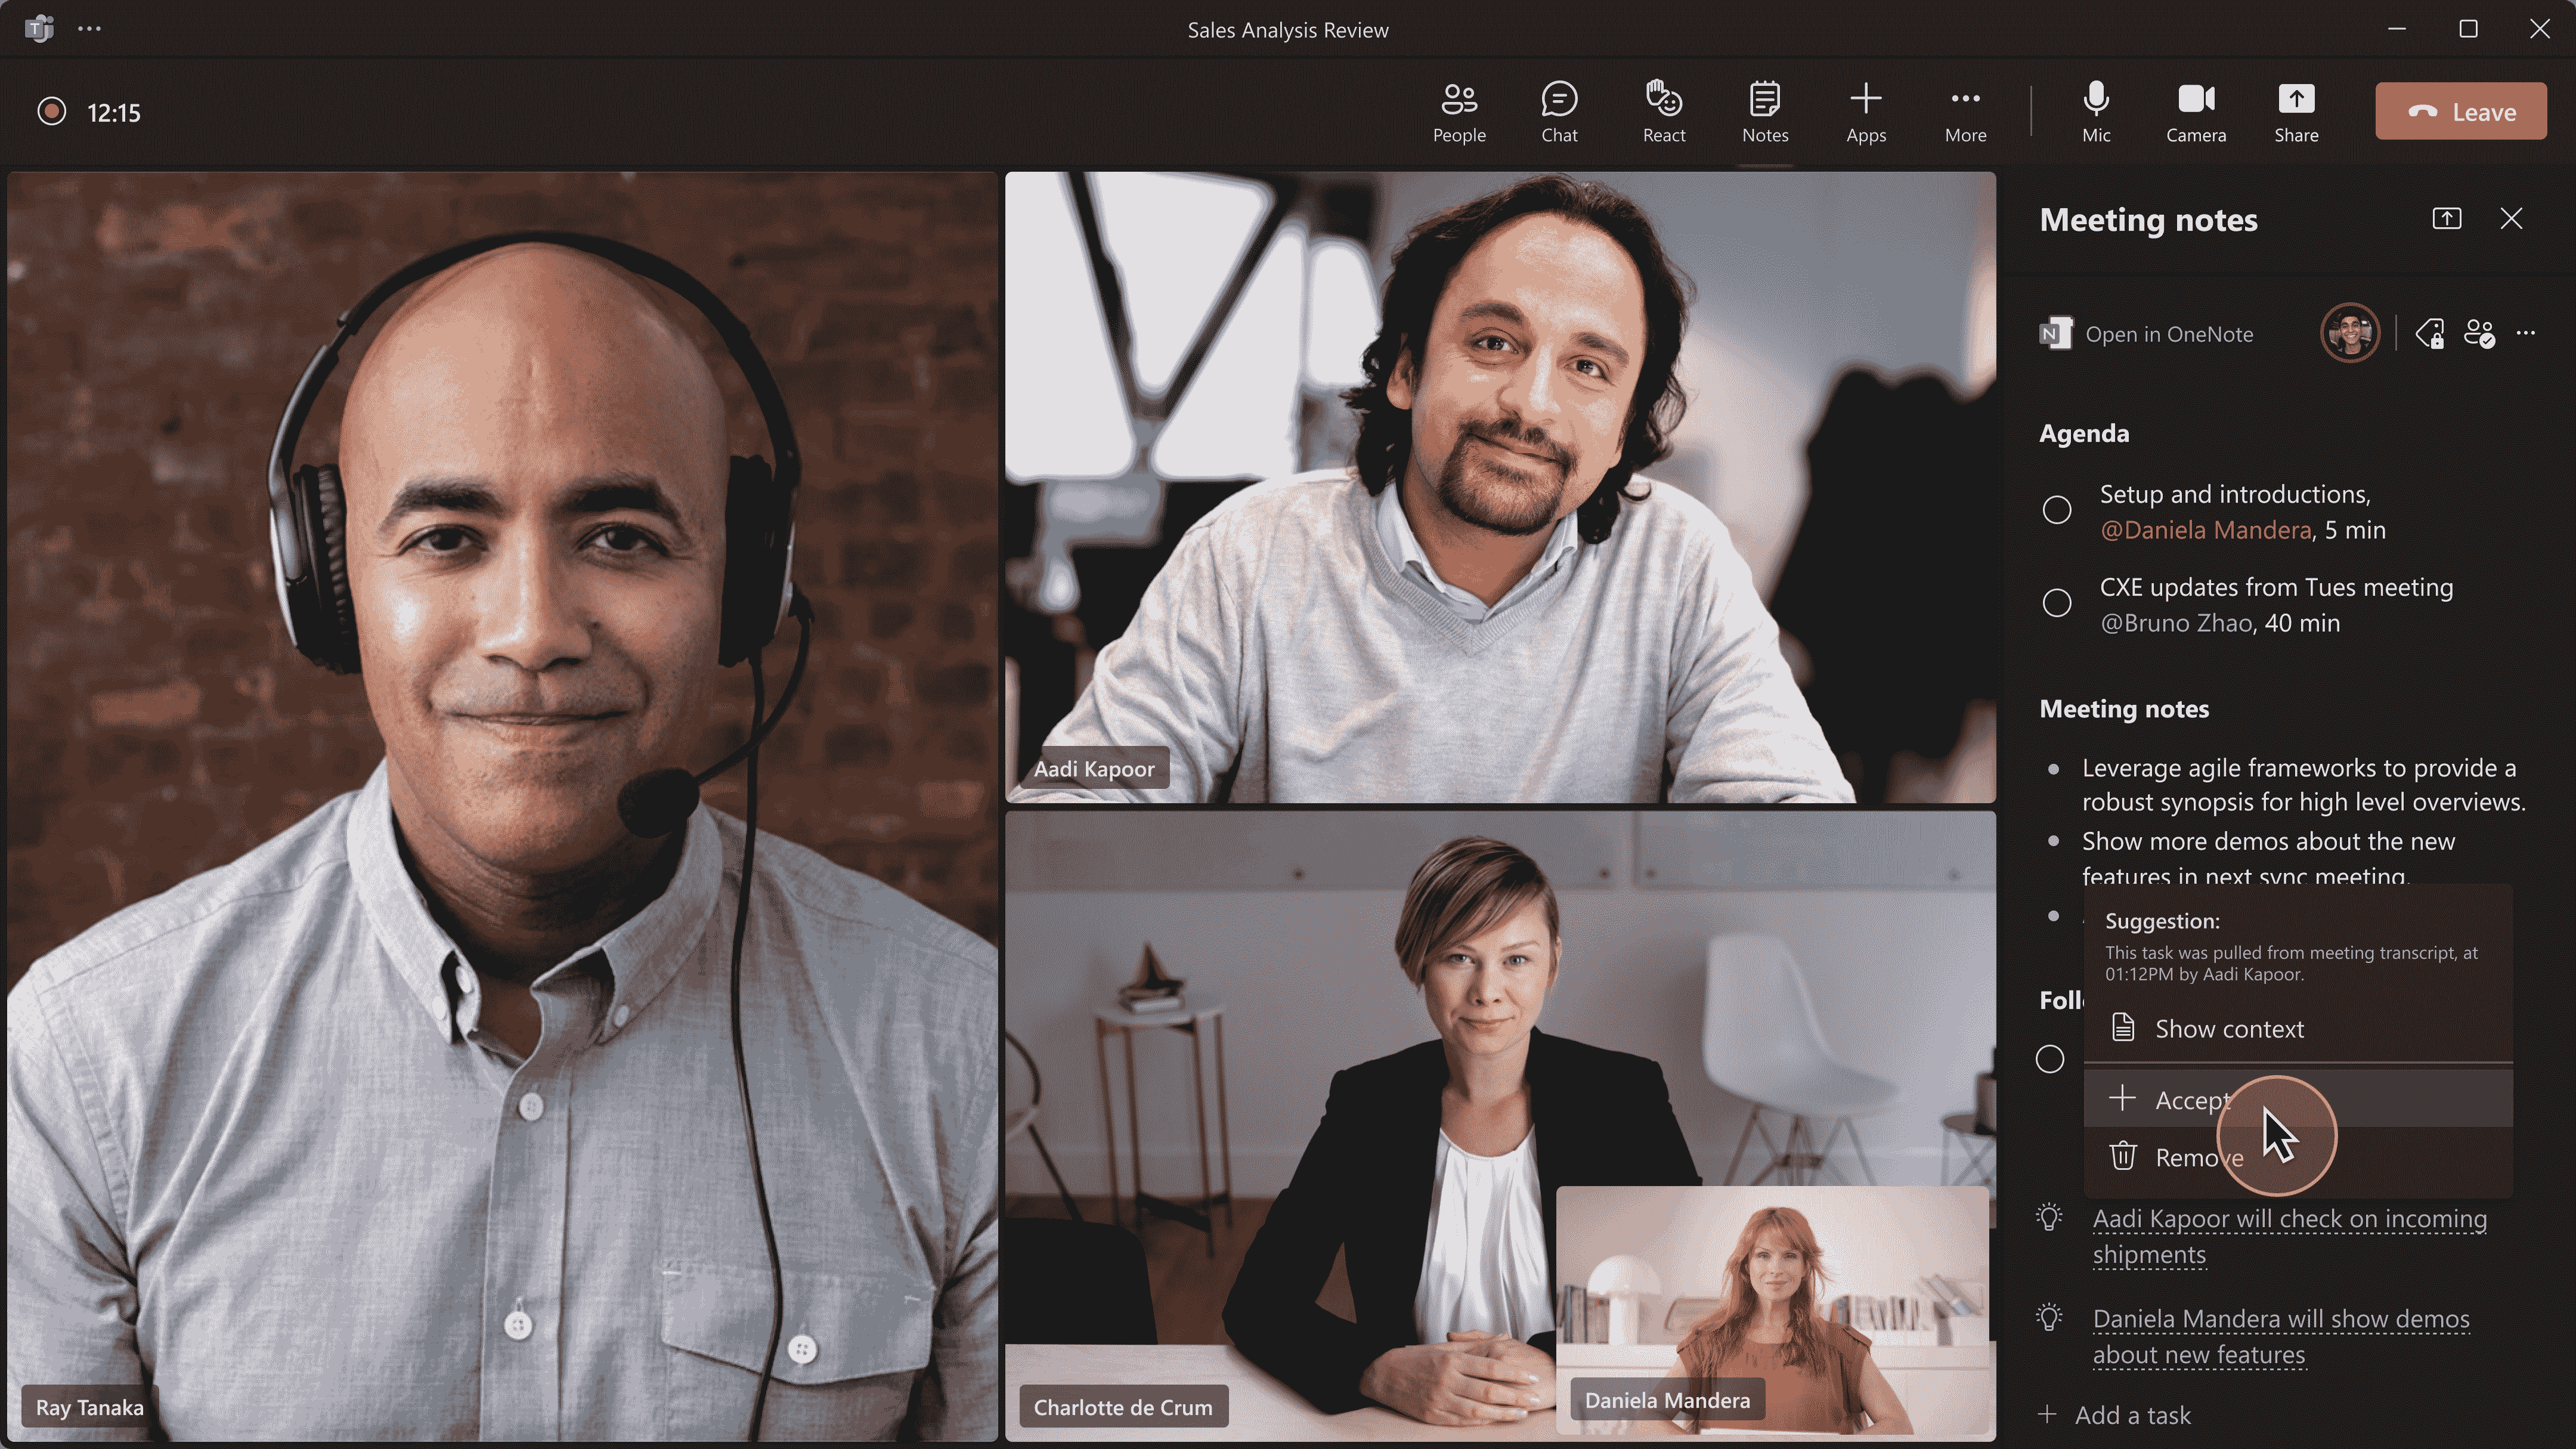 T
Sales Analysis Review
12:15
People
Chat
React
Notes
Apps
More
Mic
Camera
Share
Leave
Ray Tanaka
Aadi Kapoor
Charlotte de Crum
Daniela Mandera
Meeting notes
N Open in OneNote
Agenda
Setup and introductions,
@Daniela Mandera, 5 min
CXE updates from Tues meeting
@Bruno Zhao, 40 min
Meeting notes
Leverage agile frameworks to provide a
robust synopsis for high level overviews.
Show more demos about the new
features in next sync meeting.
Suggestion:
This task was pulled from meeting transcript, at
01:12PM by Aadi Kapoor.
Show context
Accept
Remove
Aadi Kapoor will check on incoming
shipments
Daniela Mandera will show demos
about new features
Add a task